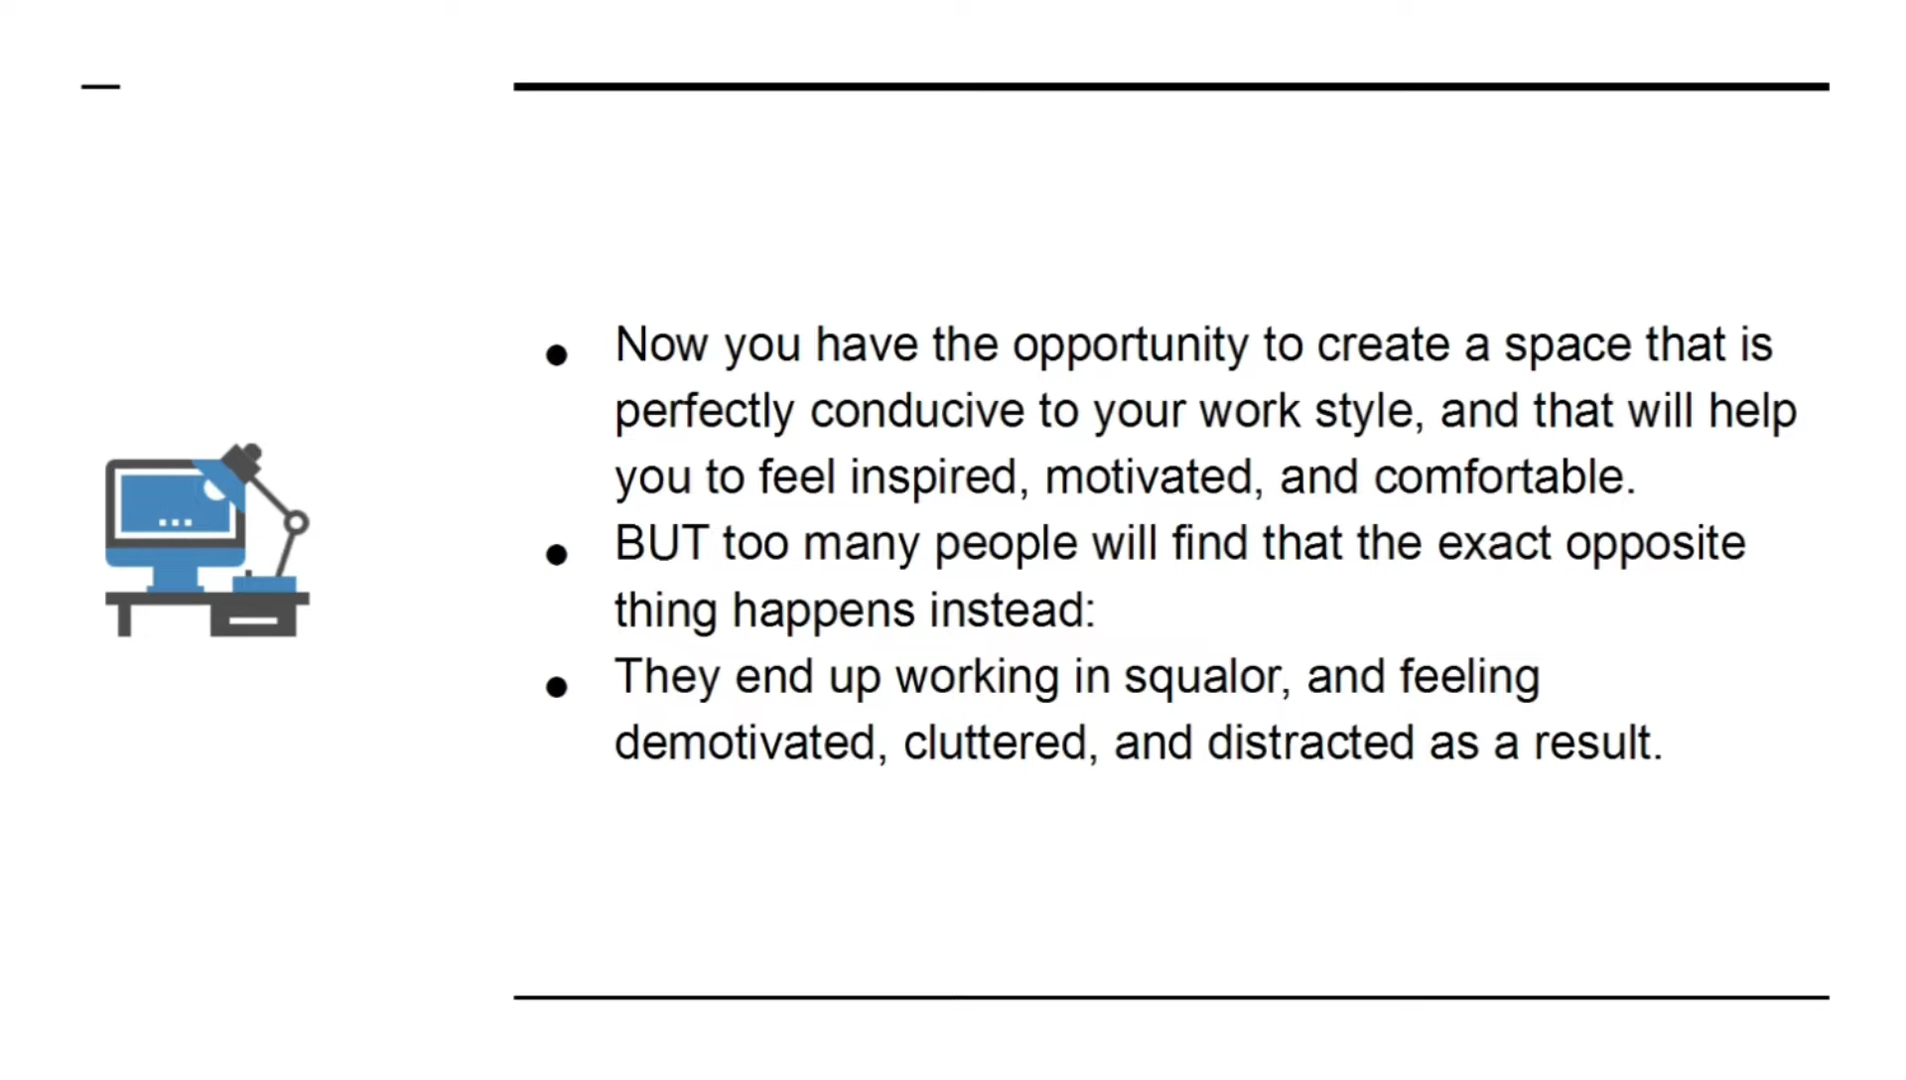 Now you have the opportunity to create a space that is
perfectly conducive to your work style, and that will help
you to feel inspired, motivated, and comfortable.
BUT too many people will find that the exact opposite
thing happens instead:
They end up working in squalor, and feeling
demotivated, cluttered, and distracted as a result.